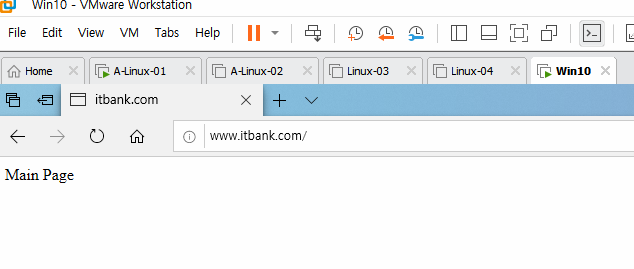 Win10 - VMware Workstation
File Edit View VM Tabs Help
Home A-Linux-01 A-Linux-02 Linux-03 Linux-04 Win10
itbank.com
www.itbank.com/
Main Page